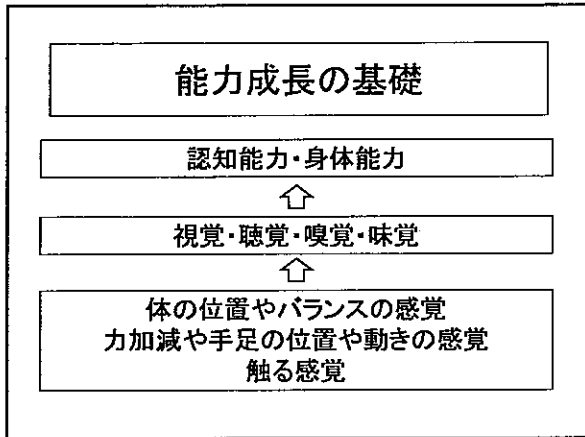 能力成長の基礎
認知能力・身体能力
視覚・聴覚・嗅覚・味覚
体の位置やバランスの感覚
力加減や手足の位置や動きの感覚
触る感覚